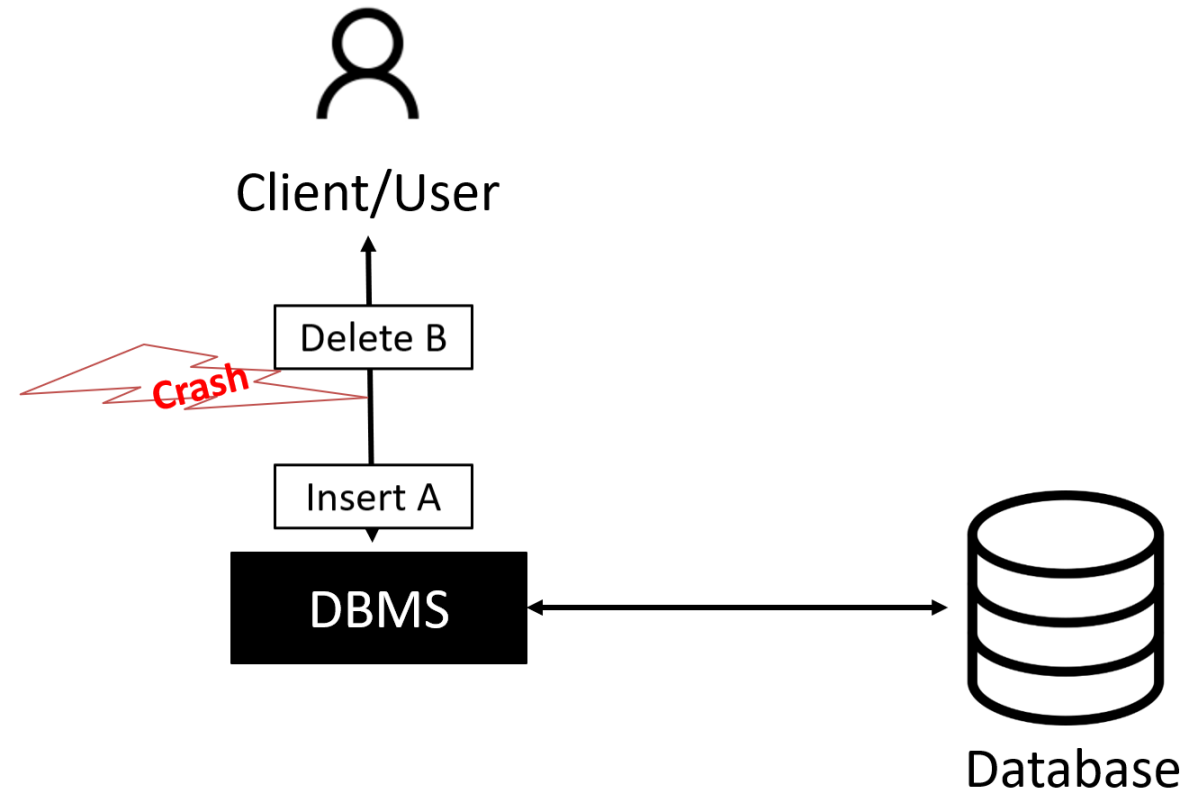 Client/User
Delete B
Crash
Insert A
DBMS
Database